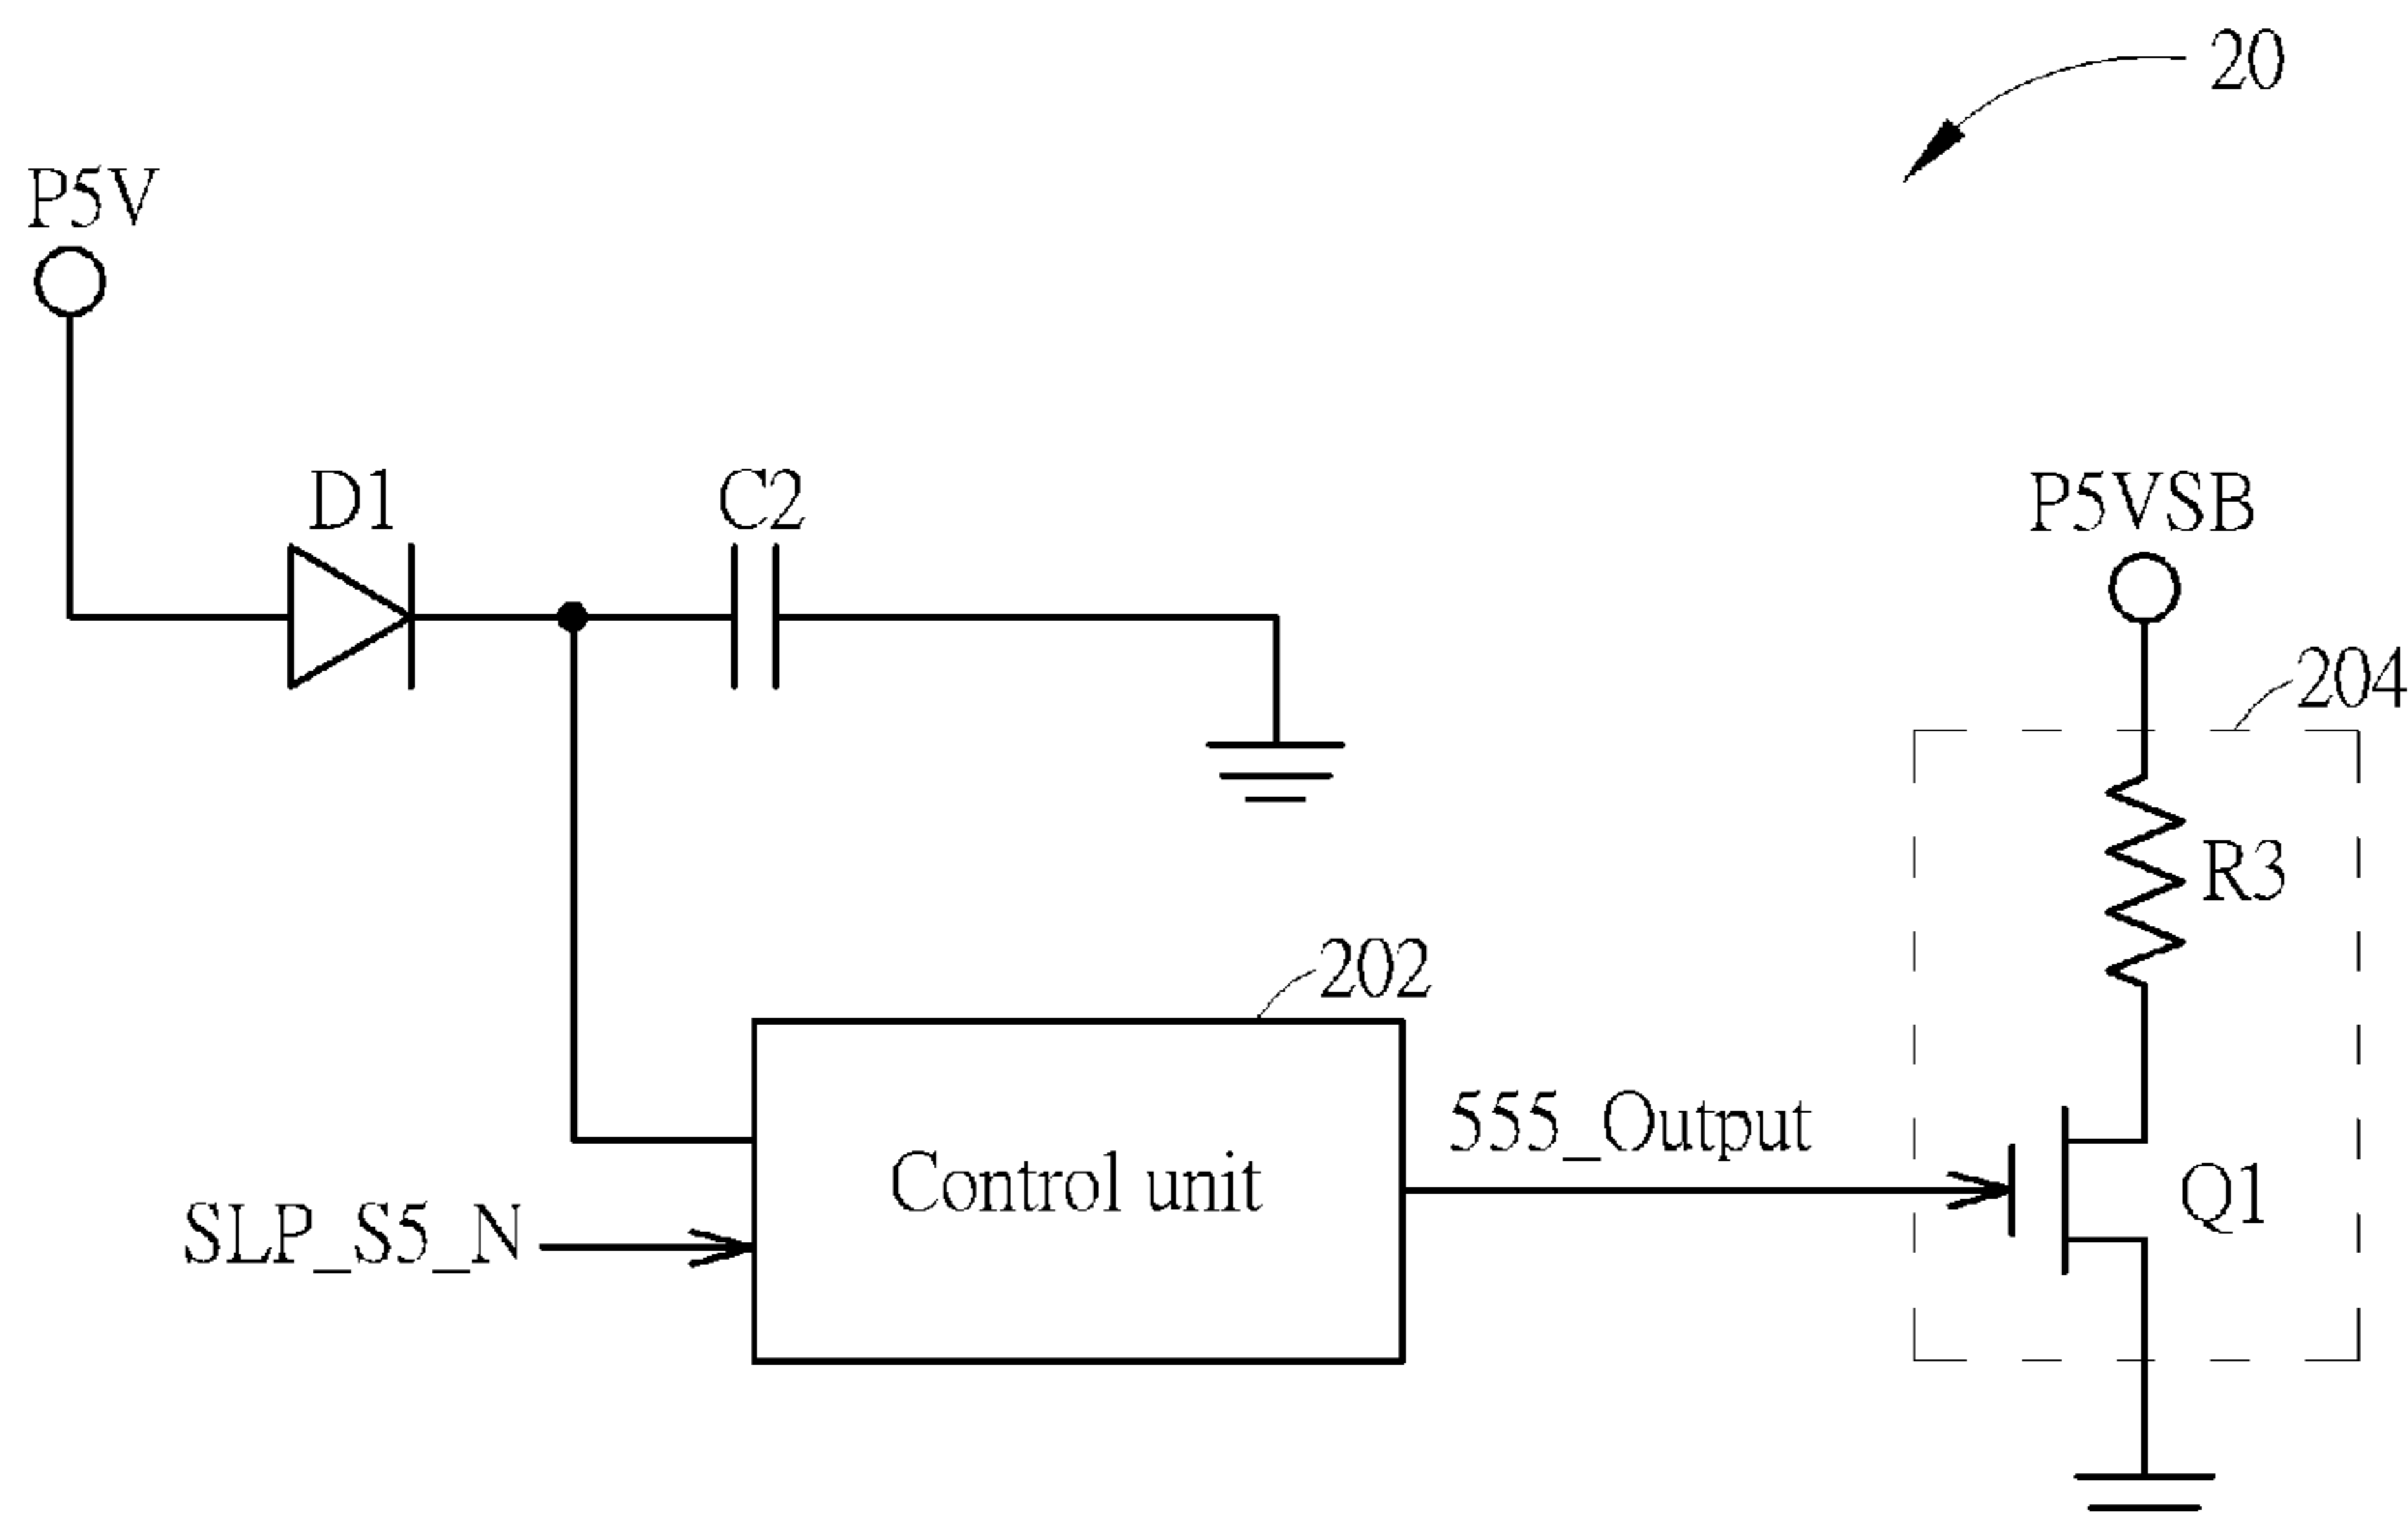 20
P5V
D1
C2
P5VSB
204
R3
202
555_Output
Control unit
Q1
SLP_S5_N